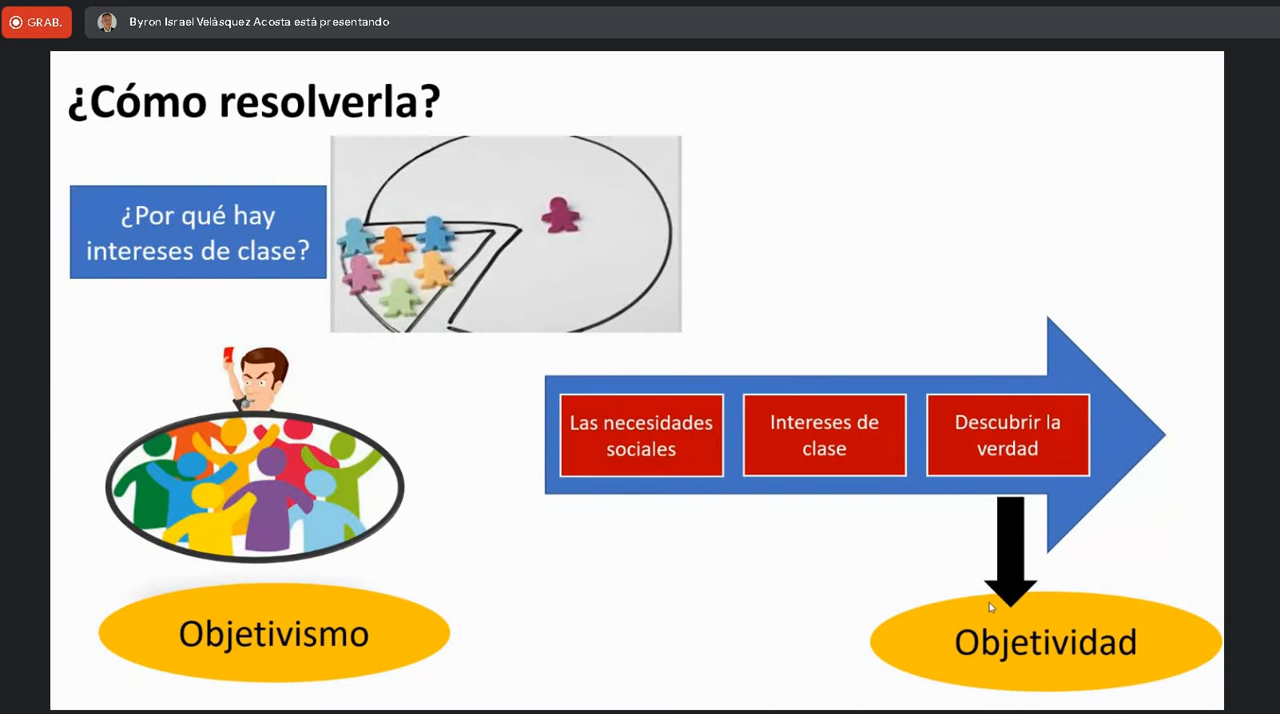 GRAB.
Byron Israel Velásquez Acosta está presentando
¿Cómo resolverla?
¿Por qué hay
intereses de clase?
Las necesidades
sociales
Intereses de
clase
Descubrir la
verdad
Objetivismo
Objetividad